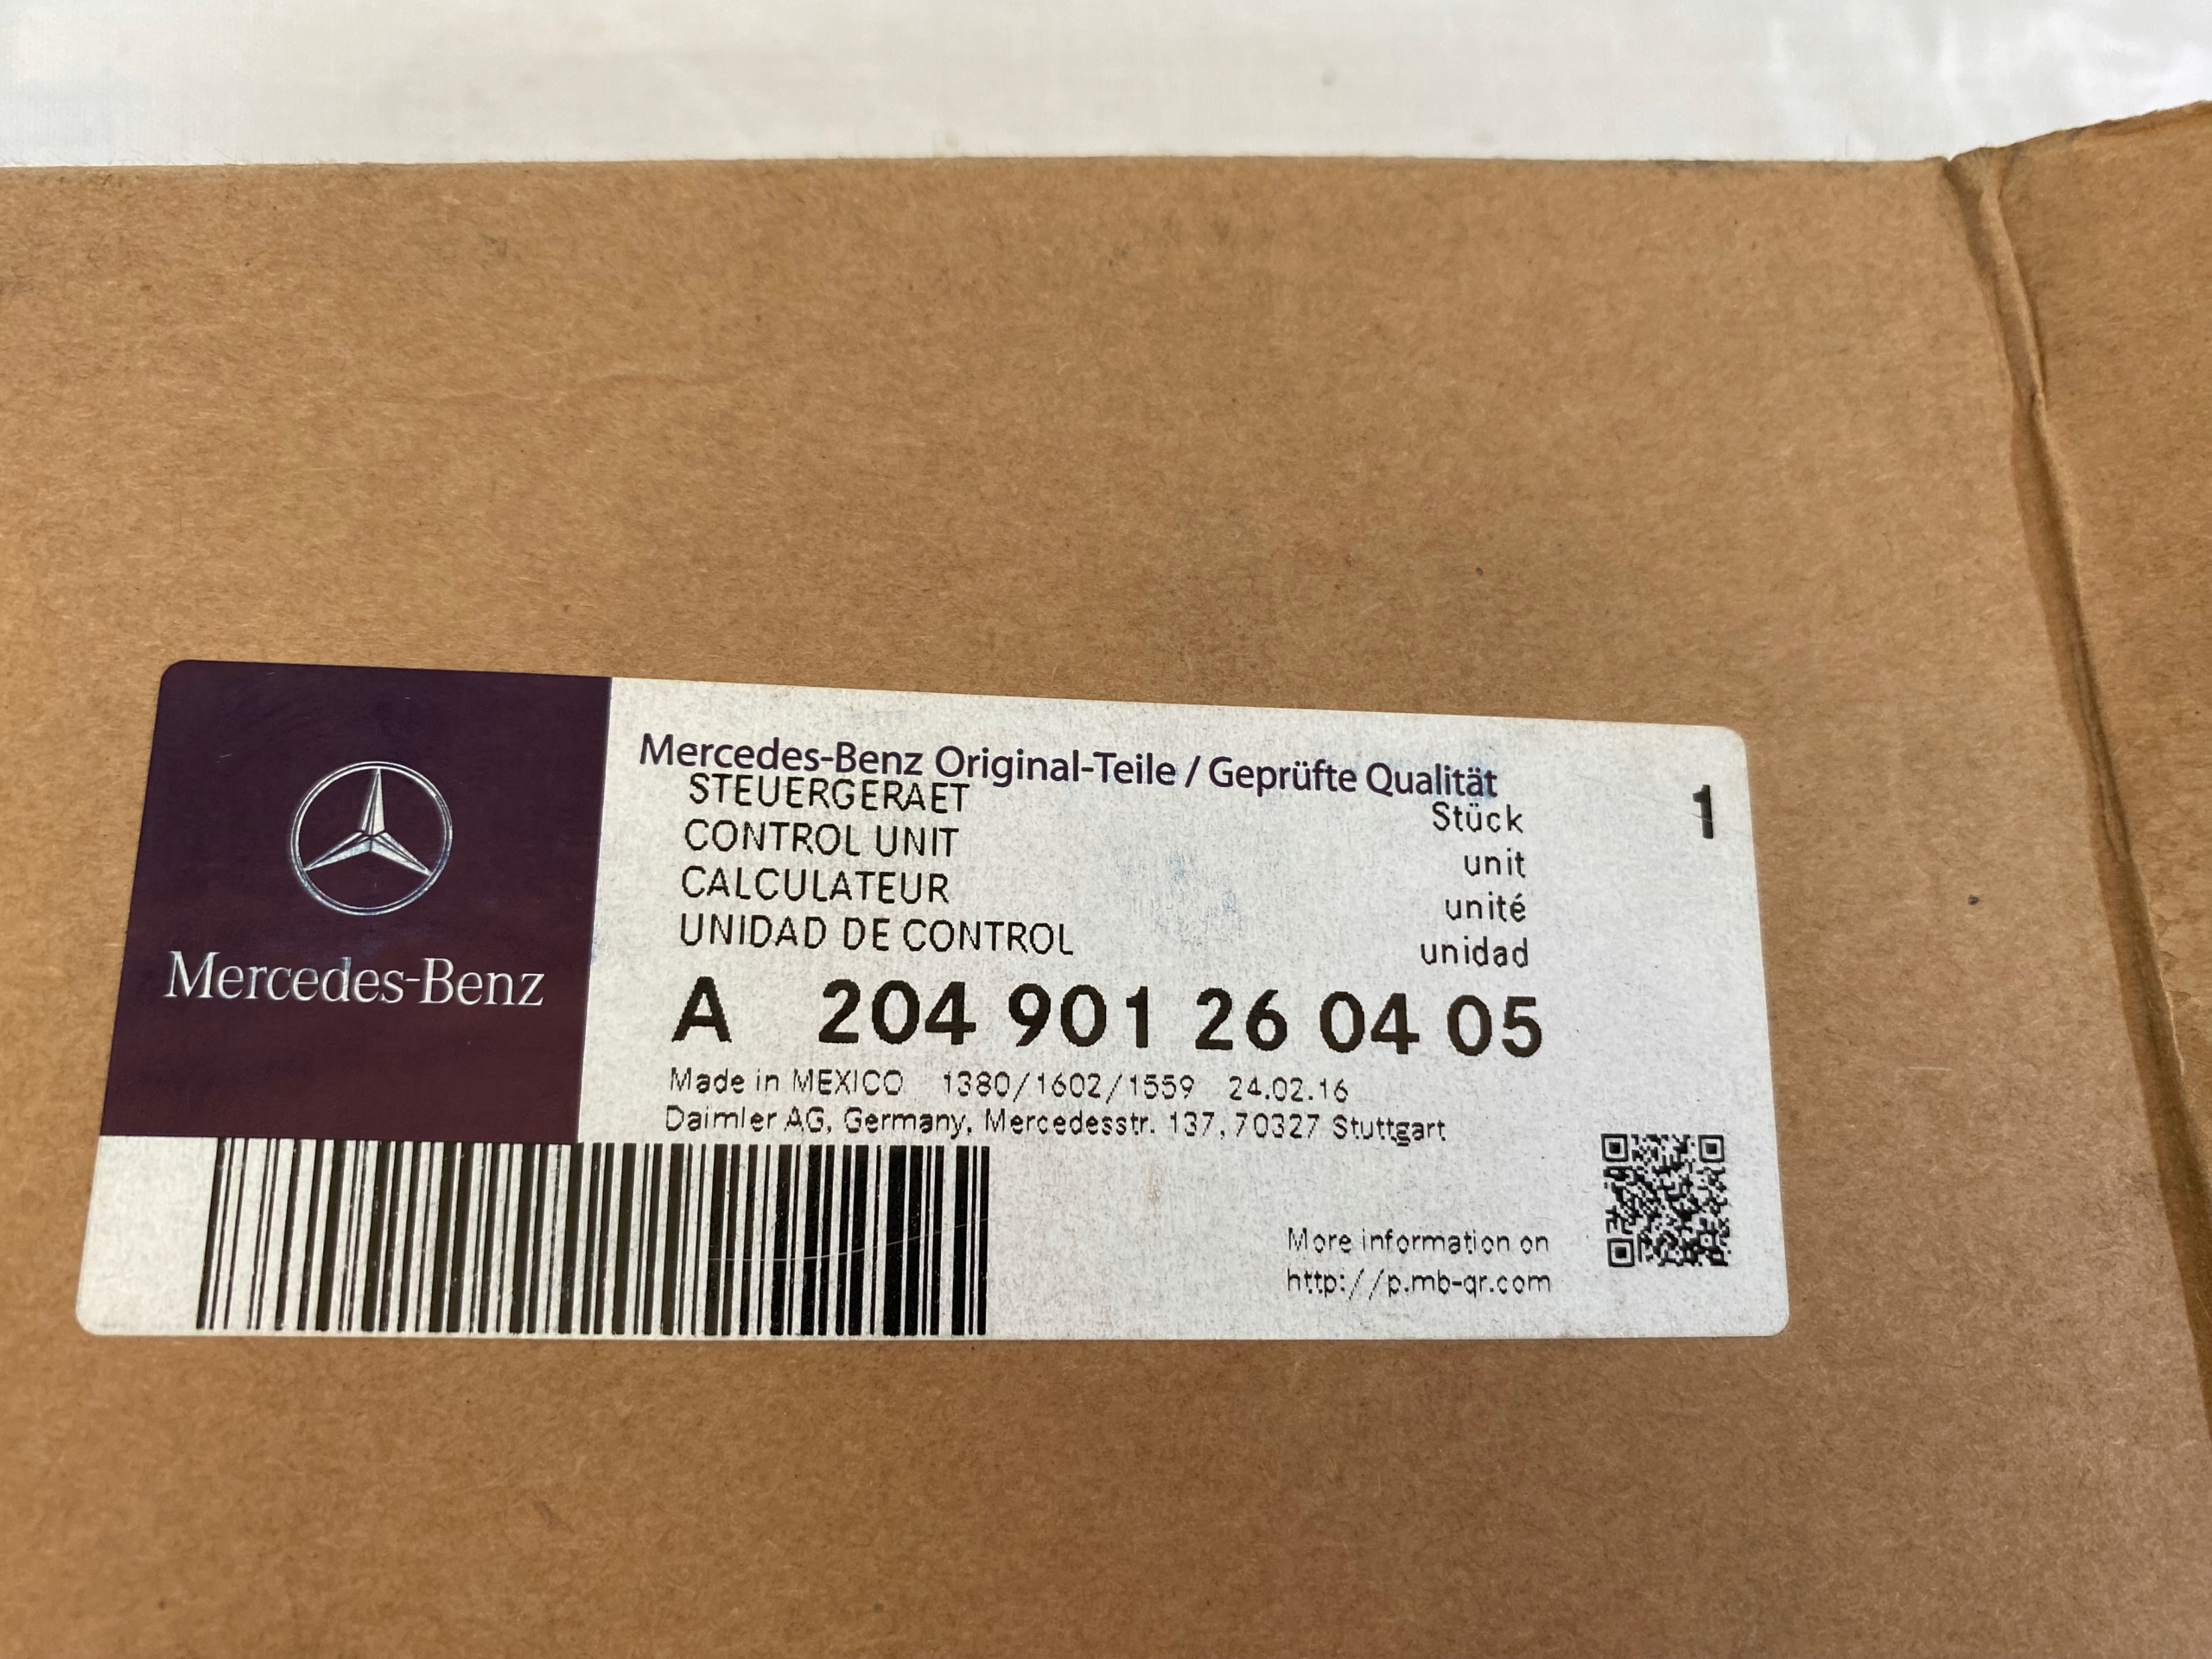 Mercedes-Benz
Mercedes-Benz Original-Teile / Geprüfte Qualität
STEUERGERAET Stück 1
CONTROL UNIT unit
CALCULATEUR unité
UNIDAD DE CONTROL unidad
A 204 901 26 04 05
Made in MEXICO 1380/1602/1559 24.02.16
Daimler AG, Germany, Mercedesstr. 137, 70327 Stuttgart
More information on
http://p.mb-qr.com